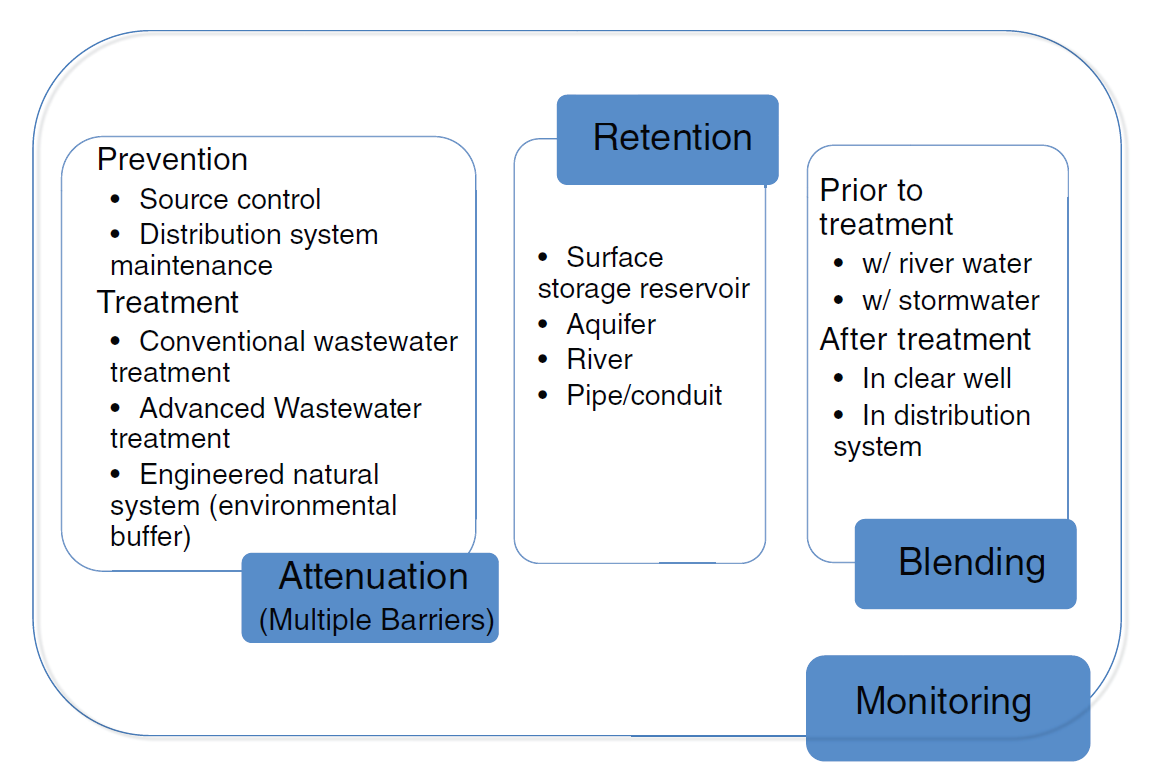 Prevention
• Source control
• Distribution system
maintenance
Treatment
• Conventional wastewater
treatment
• Advanced Wastewater
treatment
• Engineered natural
system (environmental
buffer)
Attenuation
(Multiple Barriers)
Retention
• Surface
storage reservoir
• Aquifer
• River
• Pipe/conduit
Prior to
treatment
• w/ river water
• w/ stormwater
After treatment
• In clear well
• In distribution
system
Blending
Monitoring